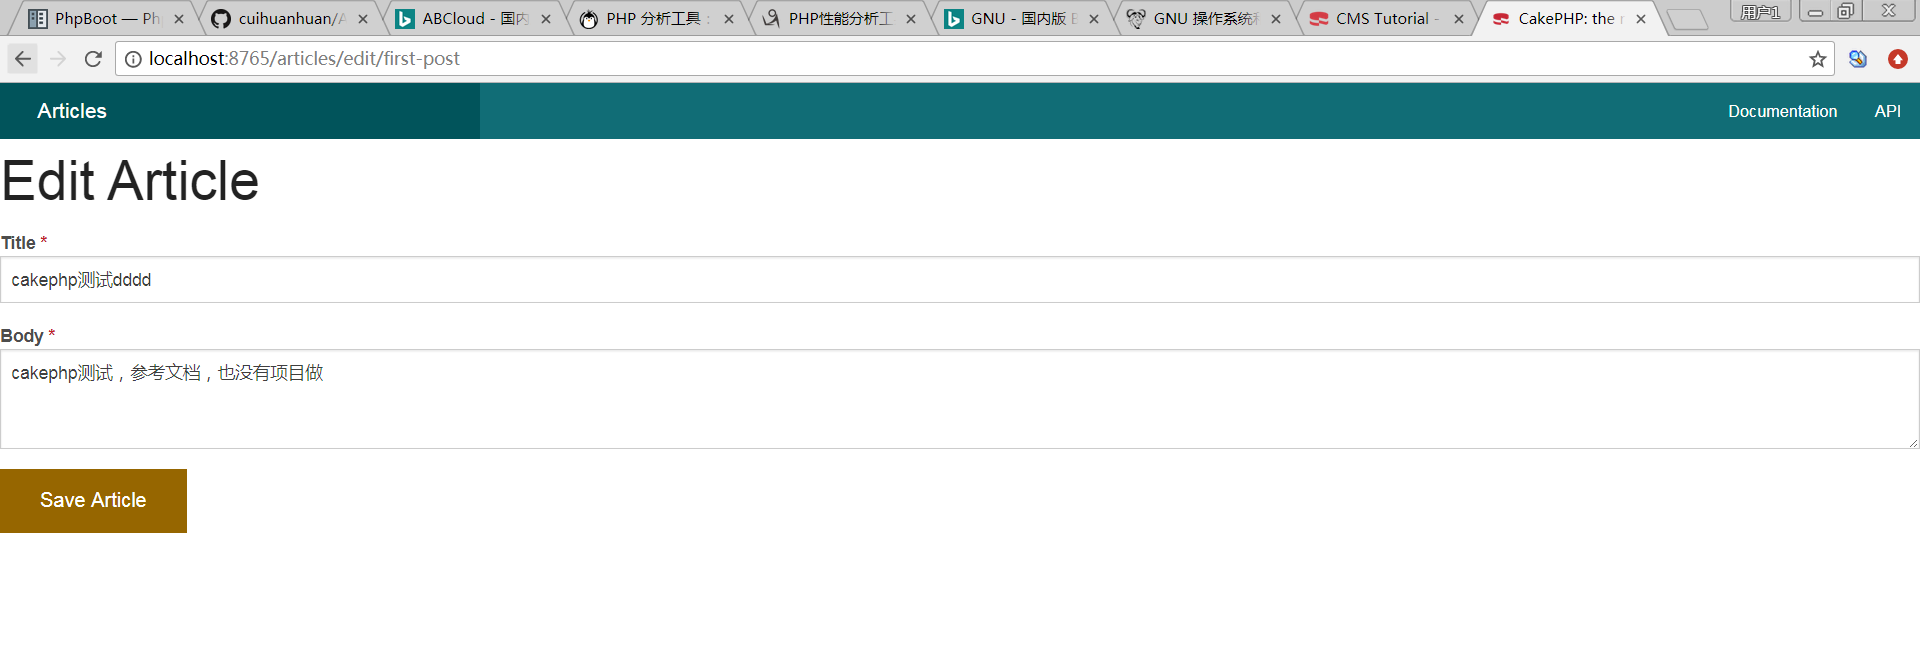 PhpBoot — Ph
cuihuanhuan/A
ABCloud - 国内
PHP 分析工具 :
PHP性能分析工
GNU - 国内版 B
GNU 操作系统和
CMS Tutorial -
CakePHP: the r
用户1
localhost:8765/articles/edit/first-post
Articles
Documentation
API
Edit Article
Title *
cakephp测试dddd
Body *
cakephp测试，参考文档，也没有项目做
Save Article